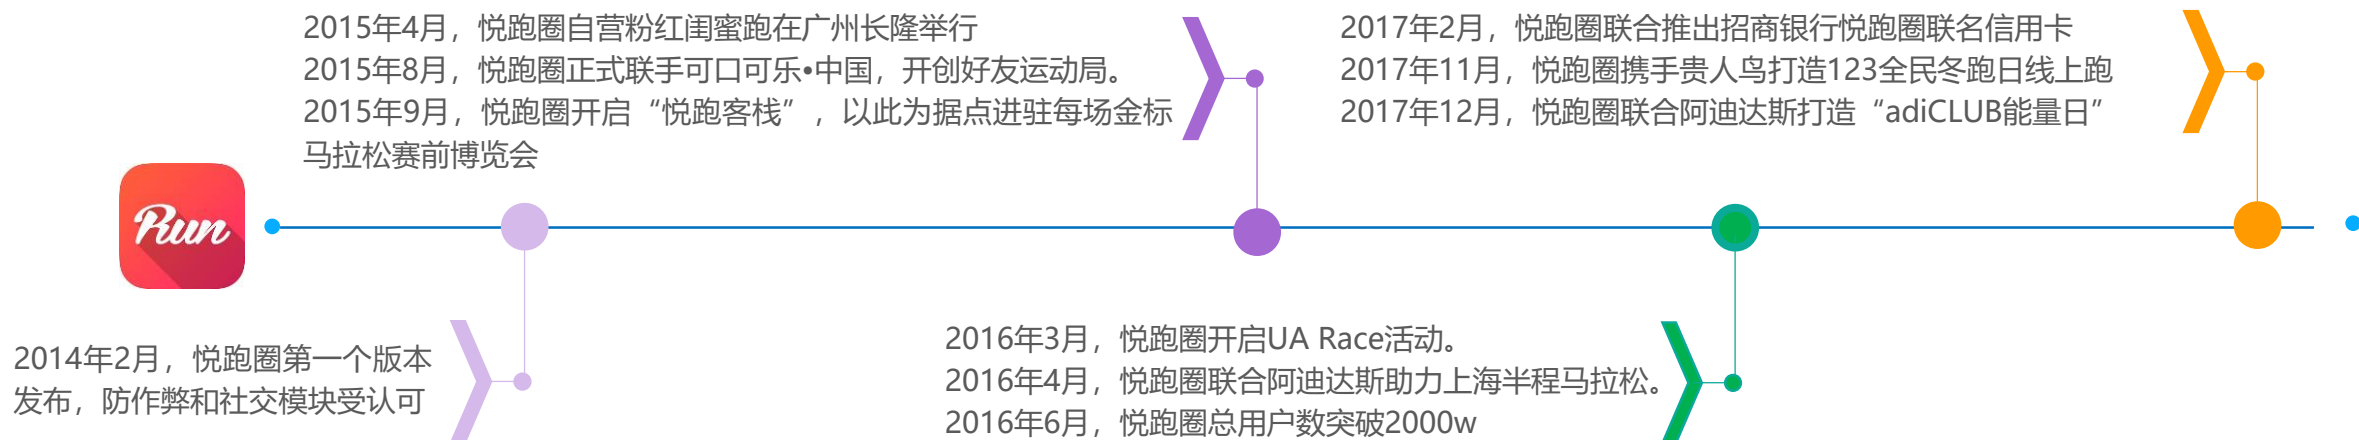 2015年4月，悦跑圈自营粉红闺蜜跑在广州长隆举行
2015年8月，悦跑圈正式联手可口可乐•中国，开创好友运动局。
2015年9月，悦跑圈开启“悦跑客栈”，以此为据点进驻每场金标
马拉松赛前博览会
2017年2月，悦跑圈联合推出招商银行悦跑圈联名信用卡
2017年11月，悦跑圈携手贵人鸟打造123全民冬跑日线上跑
2017年12月，悦跑圈联合阿迪达斯打造“adiCLUB能量日”
Run
2014年2月，悦跑圈第一个版本
发布，防作弊和社交模块受认可
2016年3月，悦跑圈开启UA Race活动。
2016年4月，悦跑圈联合阿迪达斯助力上海半程马拉松。
2016年6月，悦跑圈总用户数突破2000w